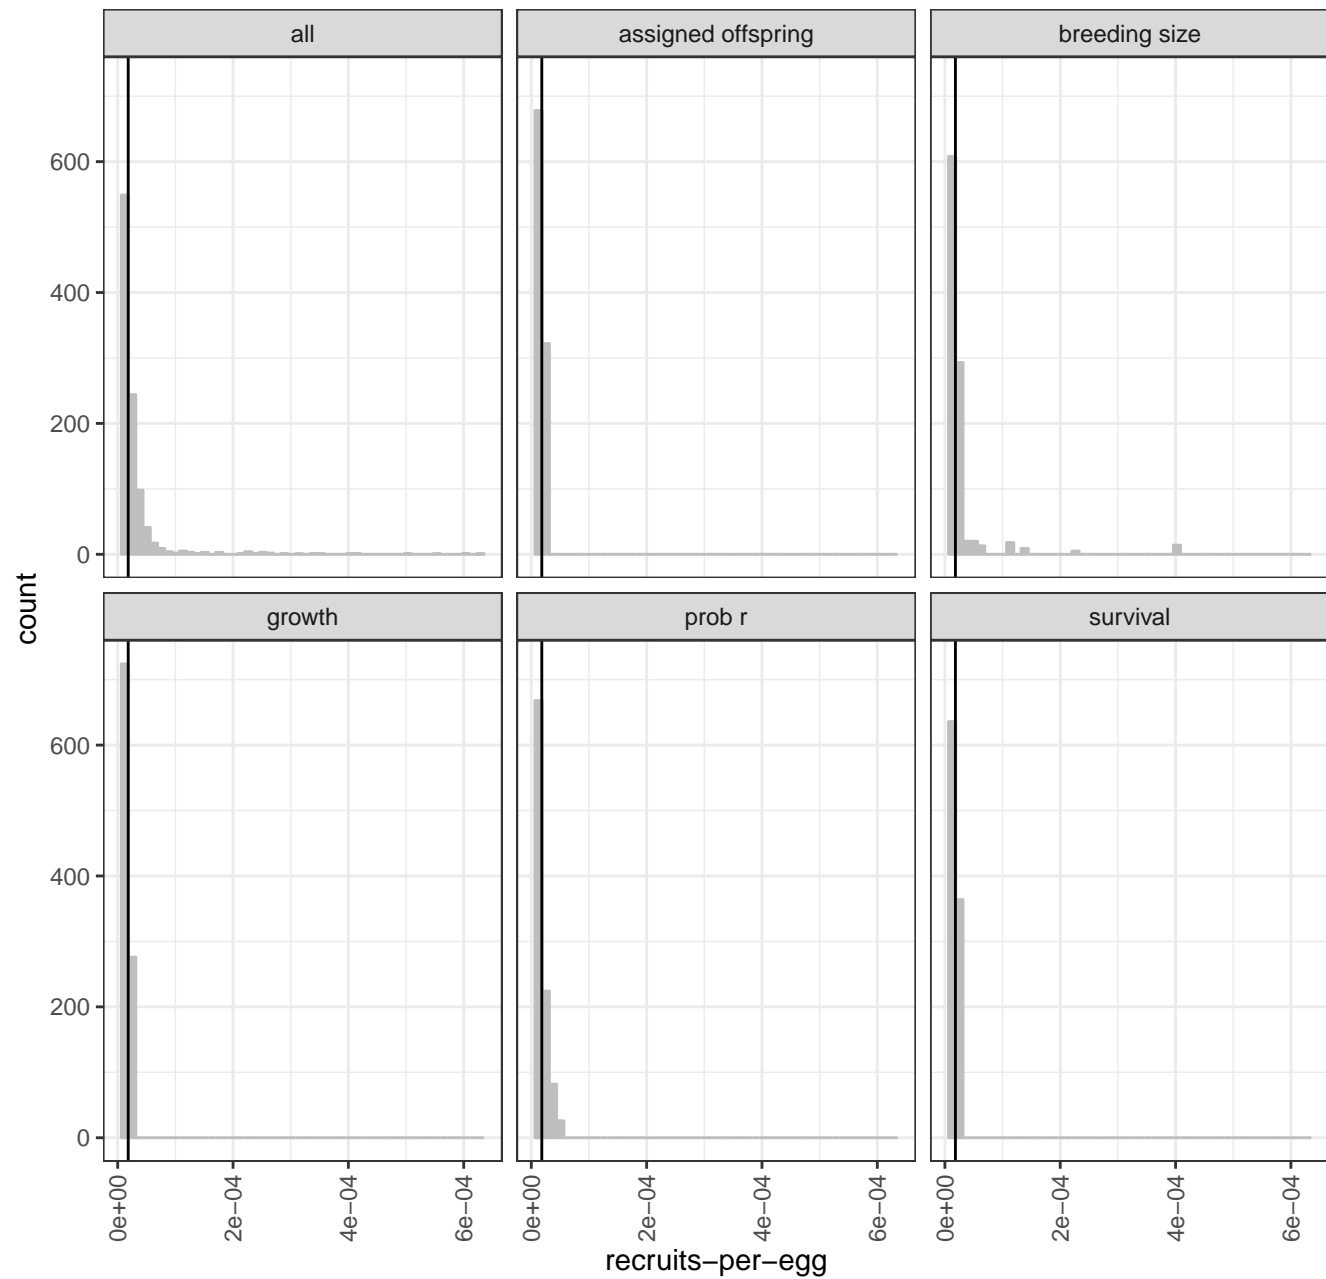 all
assigned offspring
breeding size
600
400
200
0
growth
prob r
survival
600
400
200
0
count
0e+00
2e−04
4e−04
6e−04
0e+00
2e−04
4e−04
6e−04
0e+00
2e−04
4e−04
6e−04
recruits−per−egg